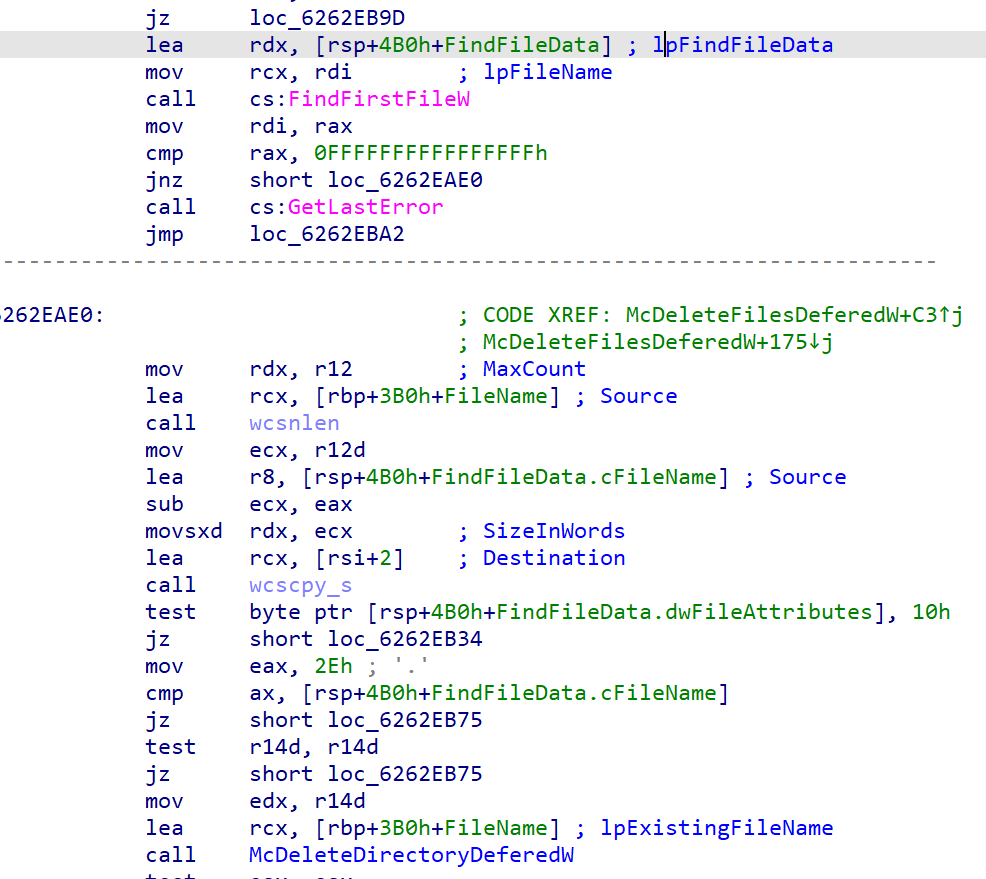 jz loc_6262EB9D
lea rdx, [rsp+4B0h+FindFileData] ; lpFindFileData
mov rcx, rdi ; lpFileName
call cs:FindFirstFileW
mov rdi, rax
cmp rax, 0FFFFFFFFFFFFFFFFh
jnz short loc_6262EAE0
call cs:GetLastError
jmp loc_6262EBA2
---------------------------------------------------------------------------
6262EAE0: ; CODE XREF: McDeleteFilesDeferedW+C3↑j
; McDeleteFilesDeferedW+175↓j
mov rdx, r12 ; MaxCount
lea rcx, [rbp+3B0h+FileName] ; Source
call wcsnlen
mov ecx, r12d
lea r8, [rsp+4B0h+FindFileData.cFileName] ; Source
sub ecx, eax
movsxd rdx, ecx ; SizeInWords
lea rcx, [rsi+2] ; Destination
call wcscpy_s
test byte ptr [rsp+4B0h+FindFileData.dwFileAttributes], 10h
jz short loc_6262EB34
mov eax, 2Eh ; '.'
cmp ax, [rsp+4B0h+FindFileData.cFileName]
jz short loc_6262EB75
test r14d, r14d
jz short loc_6262EB75
mov edx, r14d
lea rcx, [rbp+3B0h+FileName] ; lpExistingFileName
call McDeleteDirectoryDeferedW